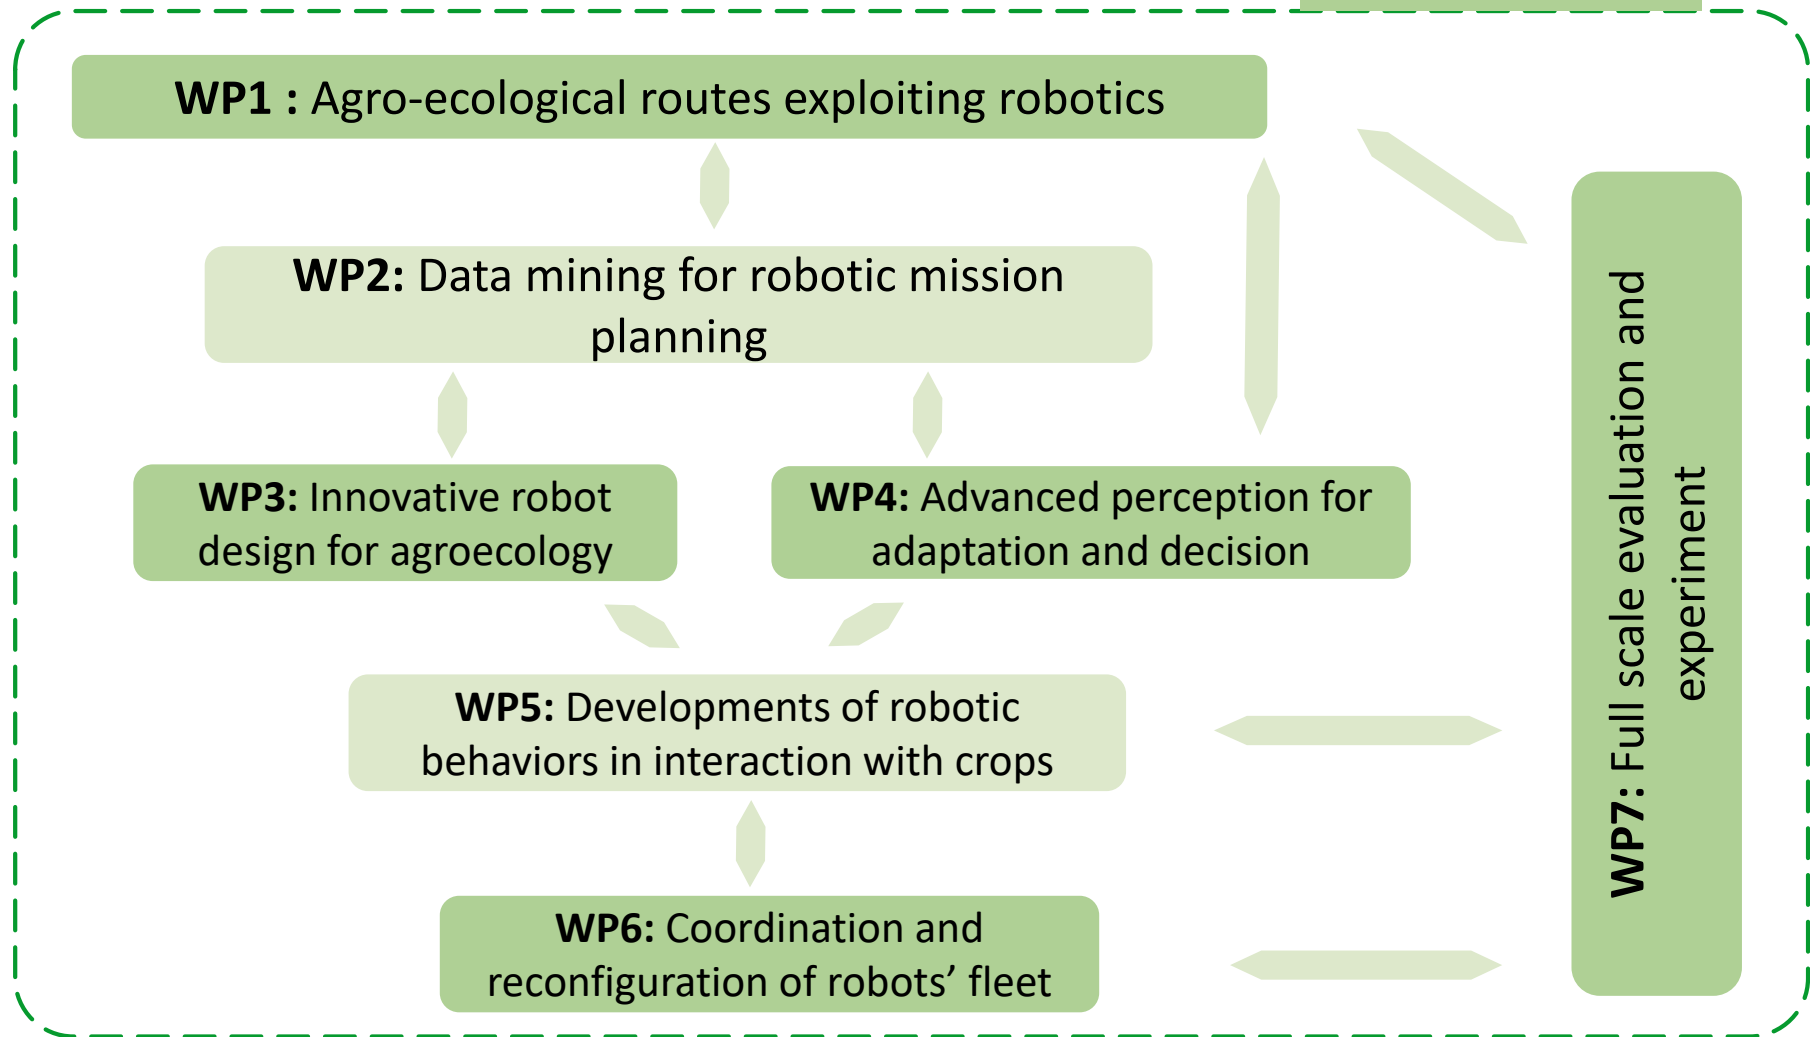 WP1 : Agro-ecological routes exploiting robotics
WP2: Data mining for robotic mission
planning
WP3: Innovative robot
design for agroecology
WP4: Advanced perception for
adaptation and decision
WP5: Developments of robotic
behaviors in interaction with crops
WP6: Coordination and
reconfiguration of robots’ fleet
WP7: Full scale evaluation and
experiment